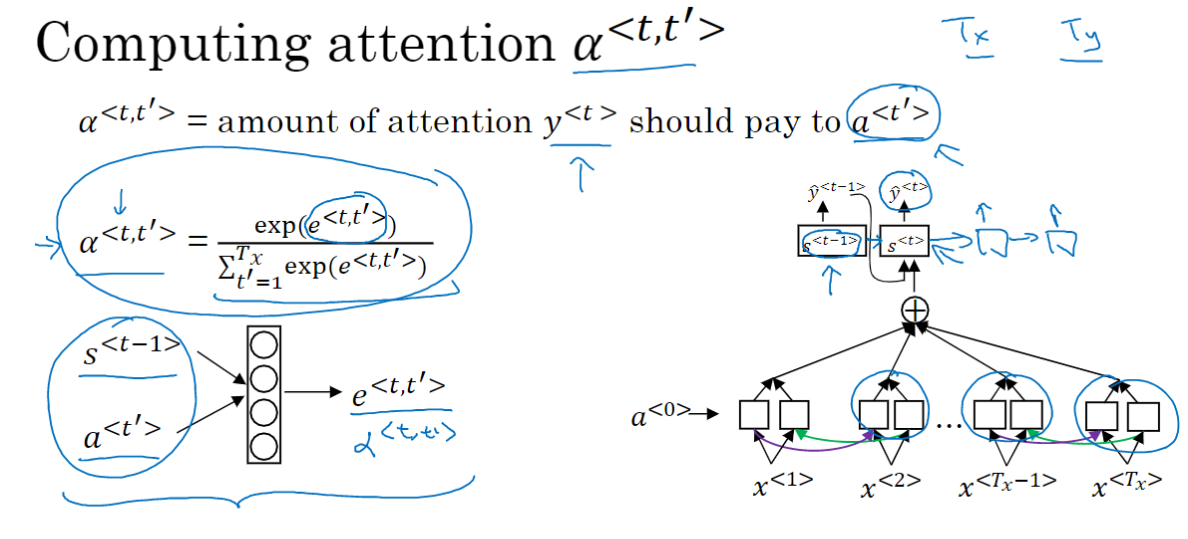 Computing attention α<t,t'>
Tx Ty
α<t,t'> = amount of attention y<t> should pay to a<t'>
ŷ<t−1> ŷ<t>
α<t,t'> = exp(e<t,t'>) / Σ_{t'=1}^{Tx} exp(e<t,t'>)
s<t−1> s<t>
s<t−1>
e<t,t'>
α<t,t'>
a<t'>
a<0>
...
x<1> x<2> x<Tx−1> x<Tx>